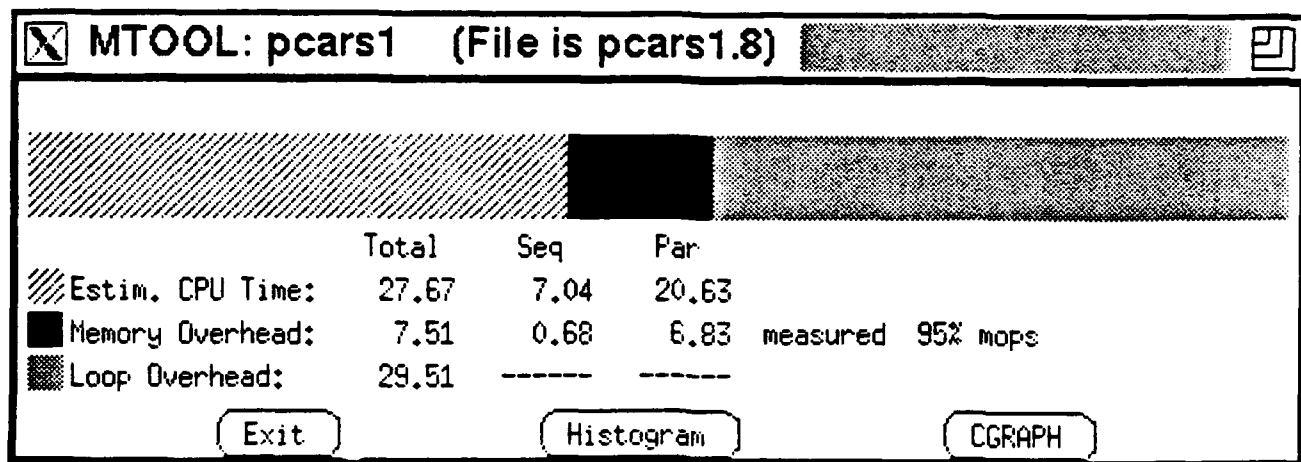 MTOOL: pcars1 (File is pcars1.8)
Total Seq Par
Estim. CPU Time: 27.67 7.04 20.63
Memory Overhead: 7.51 0.68 6.83 measured 95% mops
Loop Overhead: 29.51 ------ ------
Exit Histogram CGRAPH